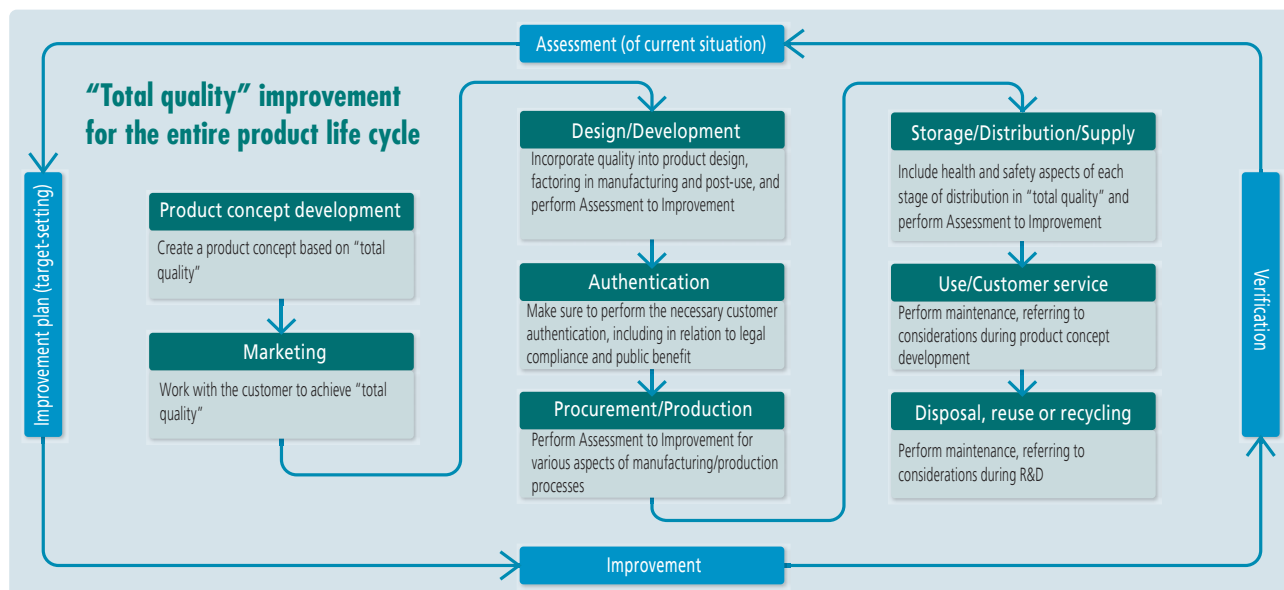 Assessment (of current situation)
“Total quality” improvement
for the entire product life cycle
Improvement plan (target-setting)
Product concept development
Create a product concept based on “total
quality”
Marketing
Work with the customer to achieve “total
quality”
Design/Development
Incorporate quality into product design,
factoring in manufacturing and post-use, and
perform Assessment to Improvement
Authentication
Make sure to perform the necessary customer
authentication, including in relation to legal
compliance and public benefit
Procurement/Production
Perform Assessment to Improvement for
various aspects of manufacturing/production
processes
Storage/Distribution/Supply
Include health and safety aspects of each
stage of distribution in “total quality” and
perform Assessment to Improvement
Use/Customer service
Perform maintenance, referring to
considerations during product concept
development
Disposal, reuse or recycling
Perform maintenance, referring to
considerations during R&D
Verification
Improvement